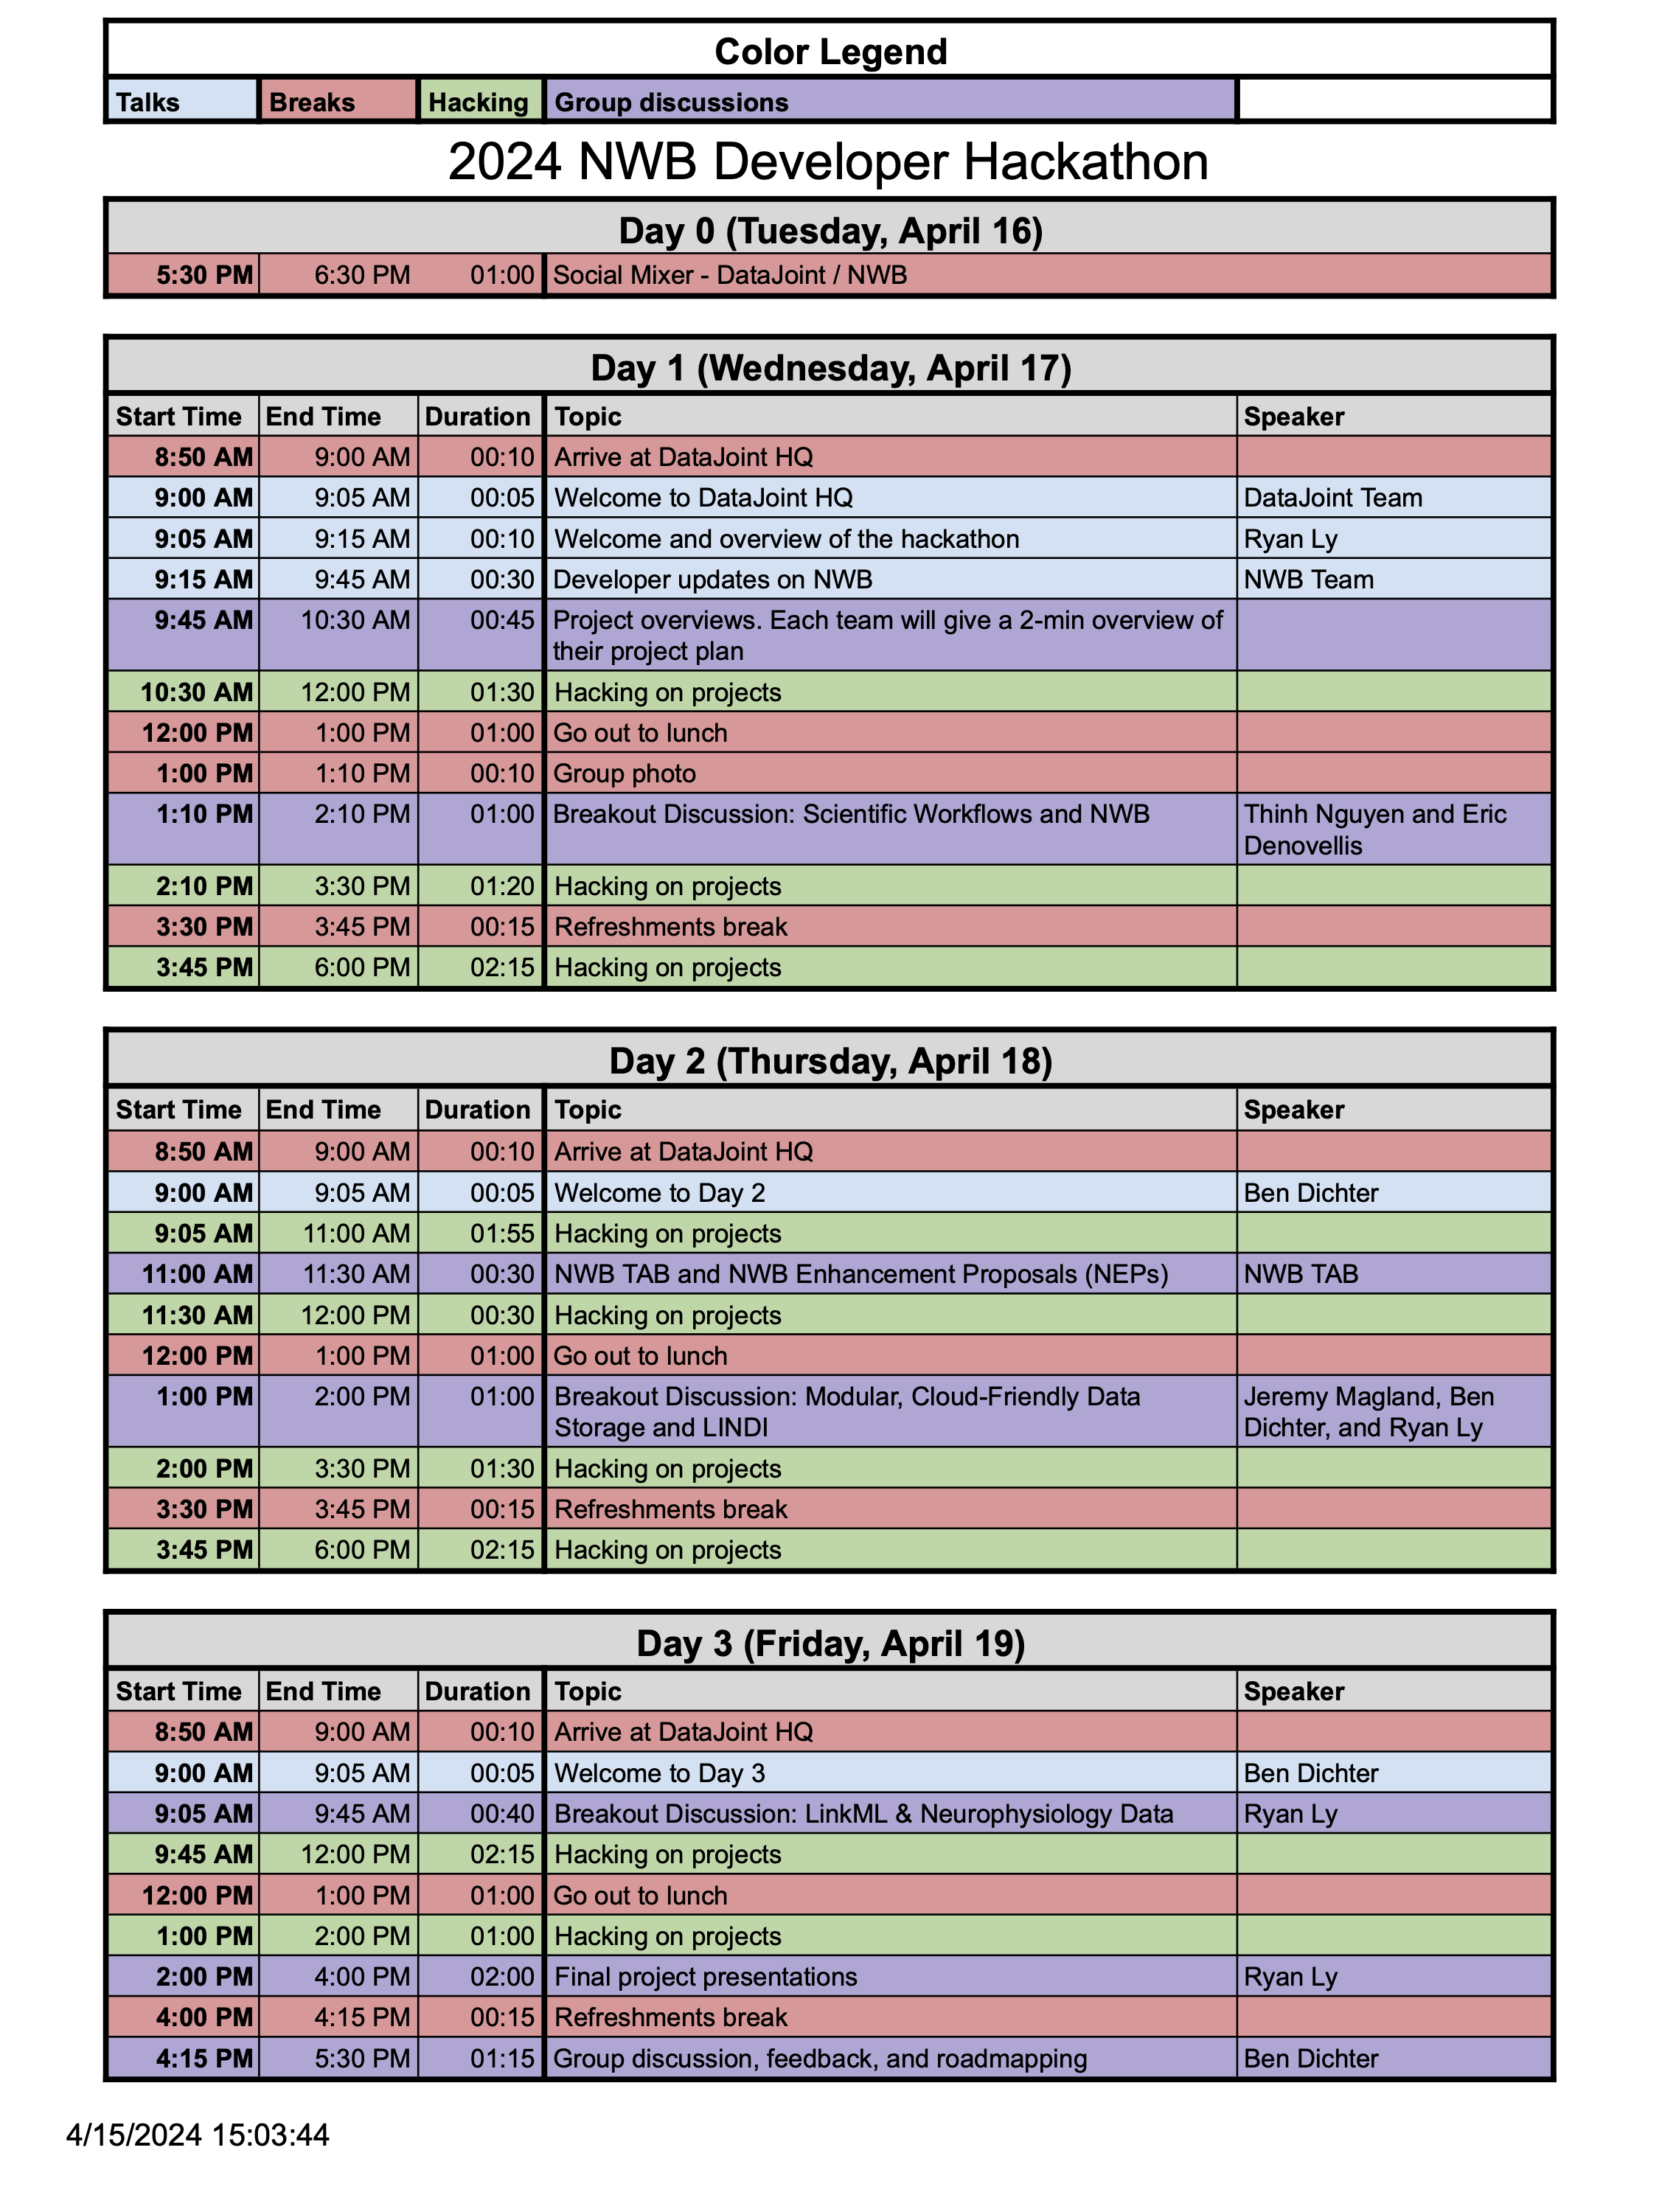 Color Legend
Talks Breaks Hacking Group discussions
2024 NWB Developer Hackathon
Day 0 (Tuesday, April 16)
5:30 PM 6:30 PM 01:00 Social Mixer - DataJoint / NWB
Day 1 (Wednesday, April 17)
Start Time End Time Duration Topic Speaker
8:50 AM 9:00 AM 00:10 Arrive at DataJoint HQ
9:00 AM 9:05 AM 00:05 Welcome to DataJoint HQ DataJoint Team
9:05 AM 9:15 AM 00:10 Welcome and overview of the hackathon Ryan Ly
9:15 AM 9:45 AM 00:30 Developer updates on NWB NWB Team
9:45 AM 10:30 AM 00:45 Project overviews. Each team will give a 2-min overview of
their project plan
10:30 AM 12:00 PM 01:30 Hacking on projects
12:00 PM 1:00 PM 01:00 Go out to lunch
1:00 PM 1:10 PM 00:10 Group photo
1:10 PM 2:10 PM 01:00 Breakout Discussion: Scientific Workflows and NWB Thinh Nguyen and Eric
Denovellis
2:10 PM 3:30 PM 01:20 Hacking on projects
3:30 PM 3:45 PM 00:15 Refreshments break
3:45 PM 6:00 PM 02:15 Hacking on projects
Day 2 (Thursday, April 18)
Start Time End Time Duration Topic Speaker
8:50 AM 9:00 AM 00:10 Arrive at DataJoint HQ
9:00 AM 9:05 AM 00:05 Welcome to Day 2 Ben Dichter
9:05 AM 11:00 AM 01:55 Hacking on projects
11:00 AM 11:30 AM 00:30 NWB TAB and NWB Enhancement Proposals (NEPs) NWB TAB
11:30 AM 12:00 PM 00:30 Hacking on projects
12:00 PM 1:00 PM 01:00 Go out to lunch
1:00 PM 2:00 PM 01:00 Breakout Discussion: Modular, Cloud-Friendly Data Jeremy Magland, Ben
Storage and LINDI Dichter, and Ryan Ly
2:00 PM 3:30 PM 01:30 Hacking on projects
3:30 PM 3:45 PM 00:15 Refreshments break
3:45 PM 6:00 PM 02:15 Hacking on projects
Day 3 (Friday, April 19)
Start Time End Time Duration Topic Speaker
8:50 AM 9:00 AM 00:10 Arrive at DataJoint HQ
9:00 AM 9:05 AM 00:05 Welcome to Day 3 Ben Dichter
9:05 AM 9:45 AM 00:40 Breakout Discussion: LinkML & Neurophysiology Data Ryan Ly
9:45 AM 12:00 PM 02:15 Hacking on projects
12:00 PM 1:00 PM 01:00 Go out to lunch
1:00 PM 2:00 PM 01:00 Hacking on projects
2:00 PM 4:00 PM 02:00 Final project presentations Ryan Ly
4:00 PM 4:15 PM 00:15 Refreshments break
4:15 PM 5:30 PM 01:15 Group discussion, feedback, and roadmapping Ben Dichter
4/15/2024 15:03:44